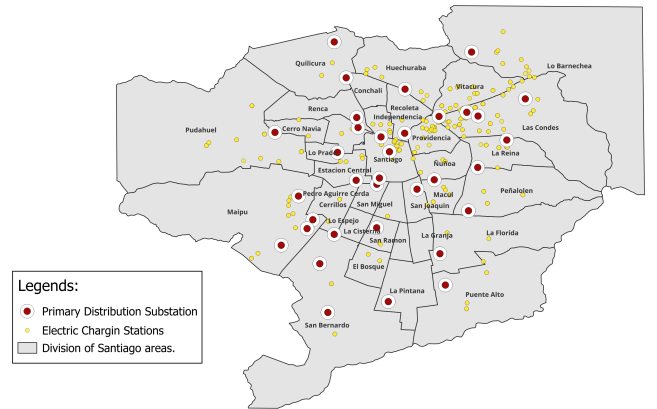 Lo Barnechea
Quilicura
Huechuraba
Vitacura
Conchali
Renca
Recoleta
Independencia
Pudahuel
Cerro Navia
Providencia
Las Condes
Lo Prado
Santiago
La Reina
Ñuñoa
Estacion Central
Pedro Aguirre Cerda
Macul
Peñalolen
Cerrillos
San Miguel
San Joaquin
Maipu
Lo Espejo
La Cisterna
San Ramon
La Granja
La Florida
El Bosque
La Pintana
Puente Alto
San Bernardo
Legends:
Primary Distribution Substation
Electric Chargin Stations
Division of Santiago areas.